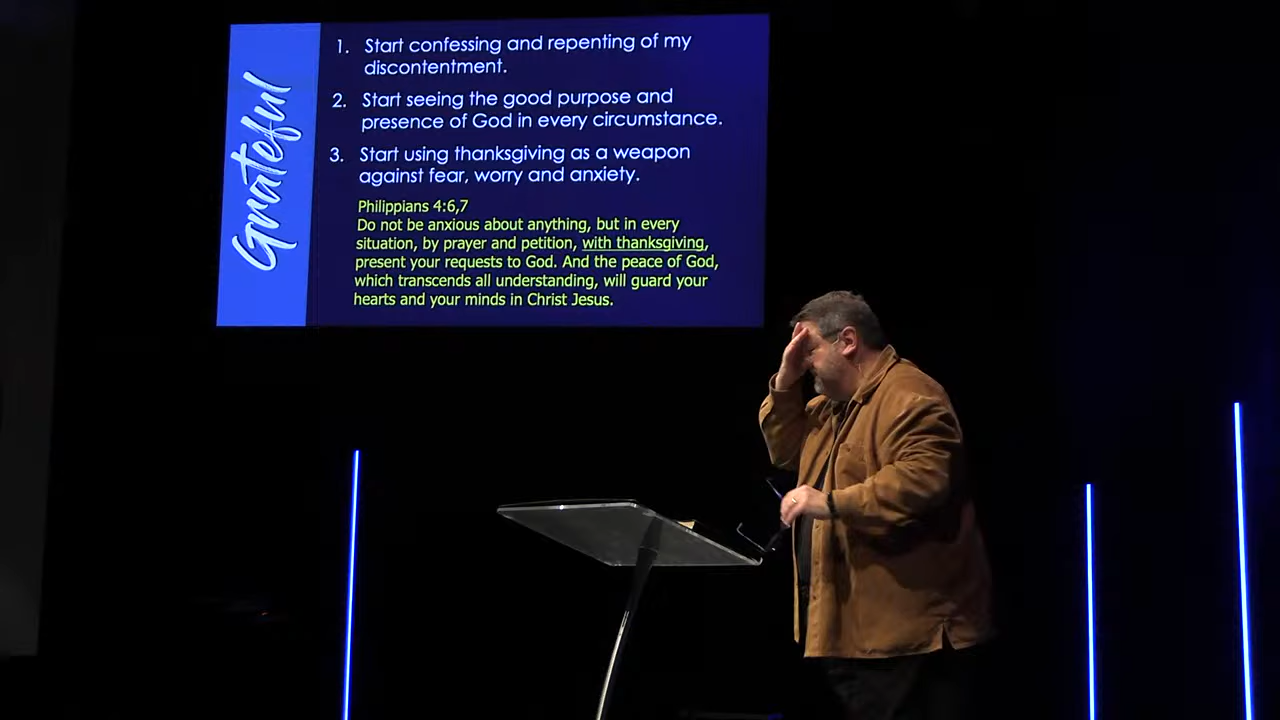 Grateful
1. Start confessing and repenting of my
discontentment.
2. Start seeing the good purpose and
presence of God in every circumstance.
3. Start using thanksgiving as a weapon
against fear, worry and anxiety.
Philippians 4:6,7
Do not be anxious about anything, but in every
situation, by prayer and petition, with thanksgiving,
present your requests to God. And the peace of God,
which transcends all understanding, will guard your
hearts and your minds in Christ Jesus.